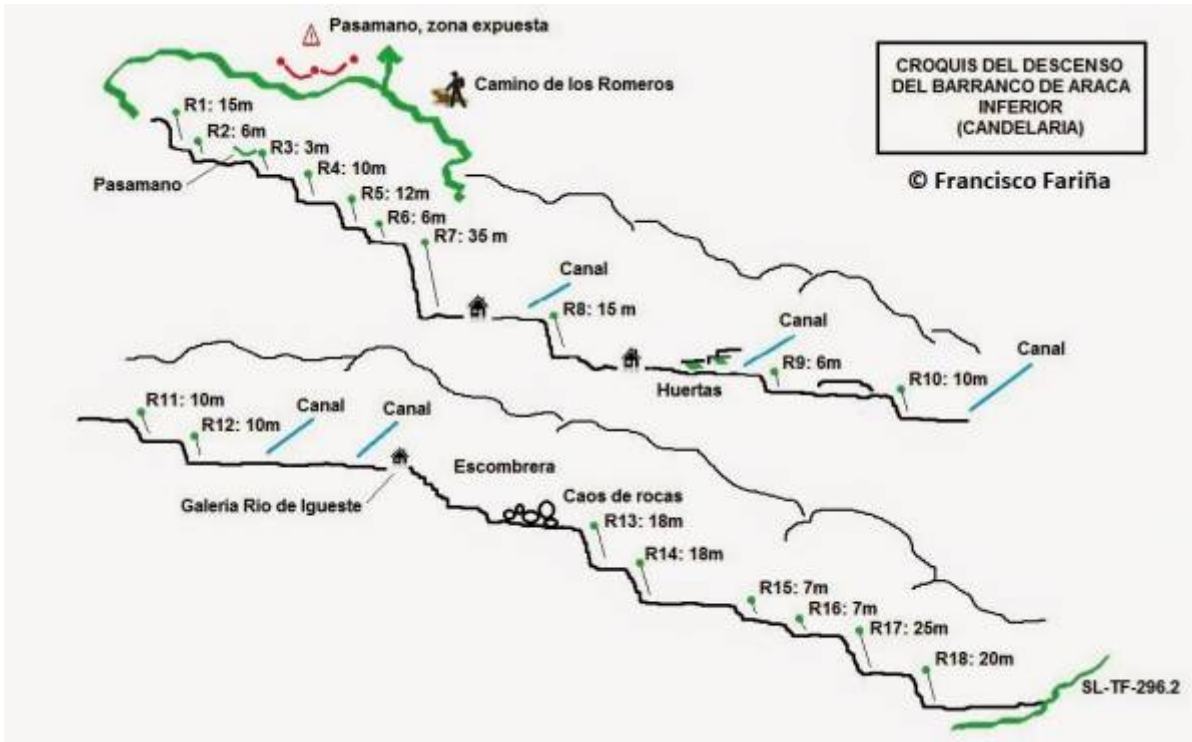 Pasamano, zona expuesta
CROQUIS DEL DESCENSO
DEL BARRANCO DE ARACA
INFERIOR
(CANDELARIA)
© Francisco Fariña
Camino de los Romeros
R1: 15m
R2: 6m
R3: 3m
Pasamano
R4: 10m
R5: 12m
R6: 6m
R7: 35 m
Canal
R8: 15 m
Canal
Huertas
R9: 6m
Canal
R10: 10m
R11: 10m
R12: 10m
Canal
Canal
Galeria Rio de Igueste
Escombrera
Caos de rocas
R13: 18m
R14: 18m
R15: 7m
R16: 7m
R17: 25m
R18: 20m
SL-TF-296.2